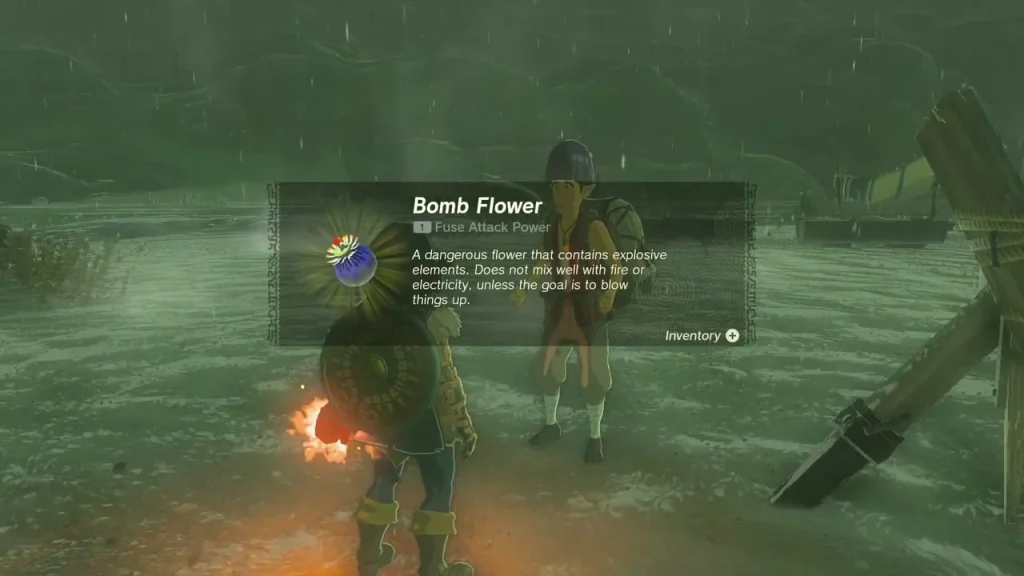 Bomb Flower
1 Fuse Attack Power
A dangerous flower that contains explosive
elements. Does not mix well with fire or
electricity, unless the goal is to blow
things up.
Inventory +